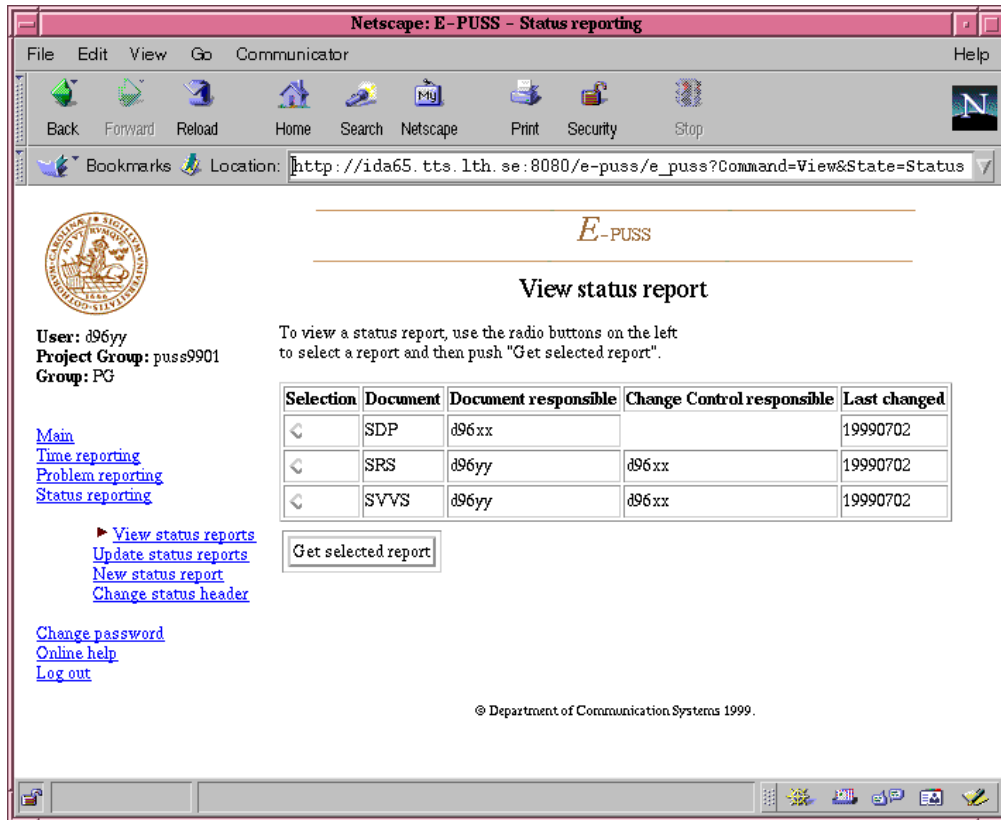 Netscape: E-PUSS - Status reporting
File Edit View Go Communicator Help
Back Forward Reload Home Search Netscape Print Security Stop
My
N
Bookmarks Location: http://ida65.tts.lth.se:8080/e-puss/e_puss?Command=View&State=Status
E-PUSS
View status report
User: d96yy
Project Group: puss9901
Group: PG
To view a status report, use the radio buttons on the left
to select a report and then push "Get selected report".
Selection Document Document responsible Change Control responsible Last changed
SDP d96xx 19990702
SRS d96yy d96xx 19990702
SVVS d96yy d96xx 19990702
Get selected report
Main
Time reporting
Problem reporting
Status reporting
View status reports
Update status reports
New status report
Change status header
Change password
Online help
Log out
© Department of Communication Systems 1999.